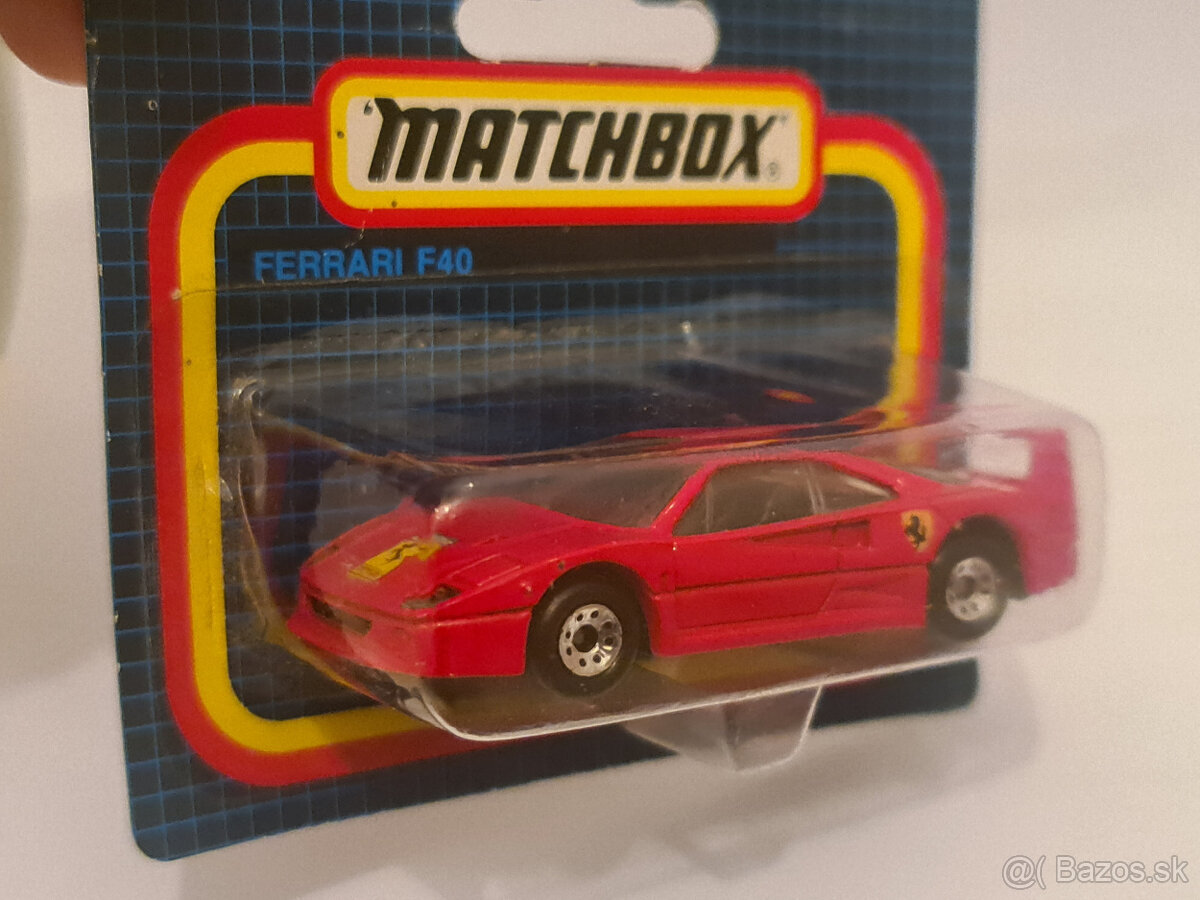 MATCHBOX®
FERRARI F40
@( Bazos.sk